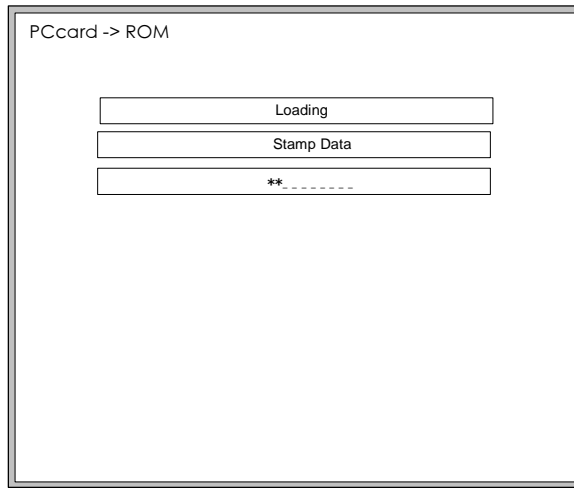 PCcard -> ROM
Loading
Stamp Data
**_ _ _ _ _ _ _ _